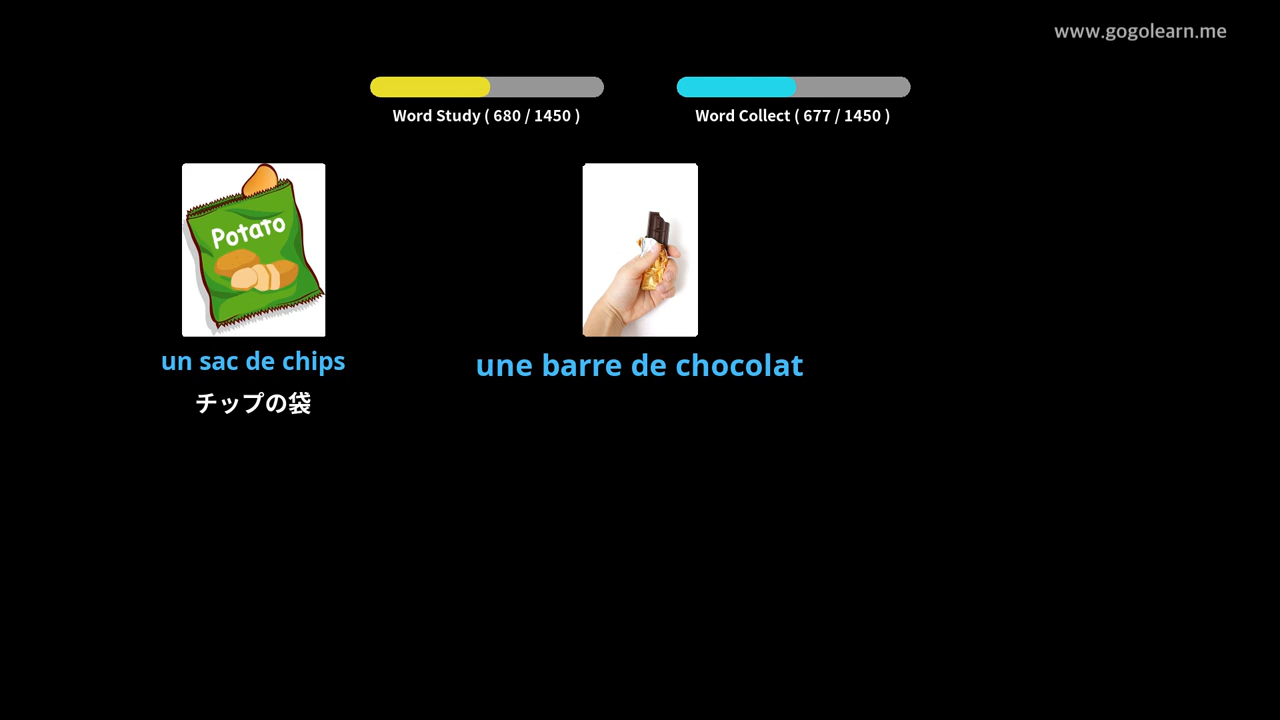 www.gogolearn.me
Word Study ( 680 / 1450 )
Word Collect ( 677 / 1450 )
Potato
un sac de chips
チップの袋
une barre de chocolat